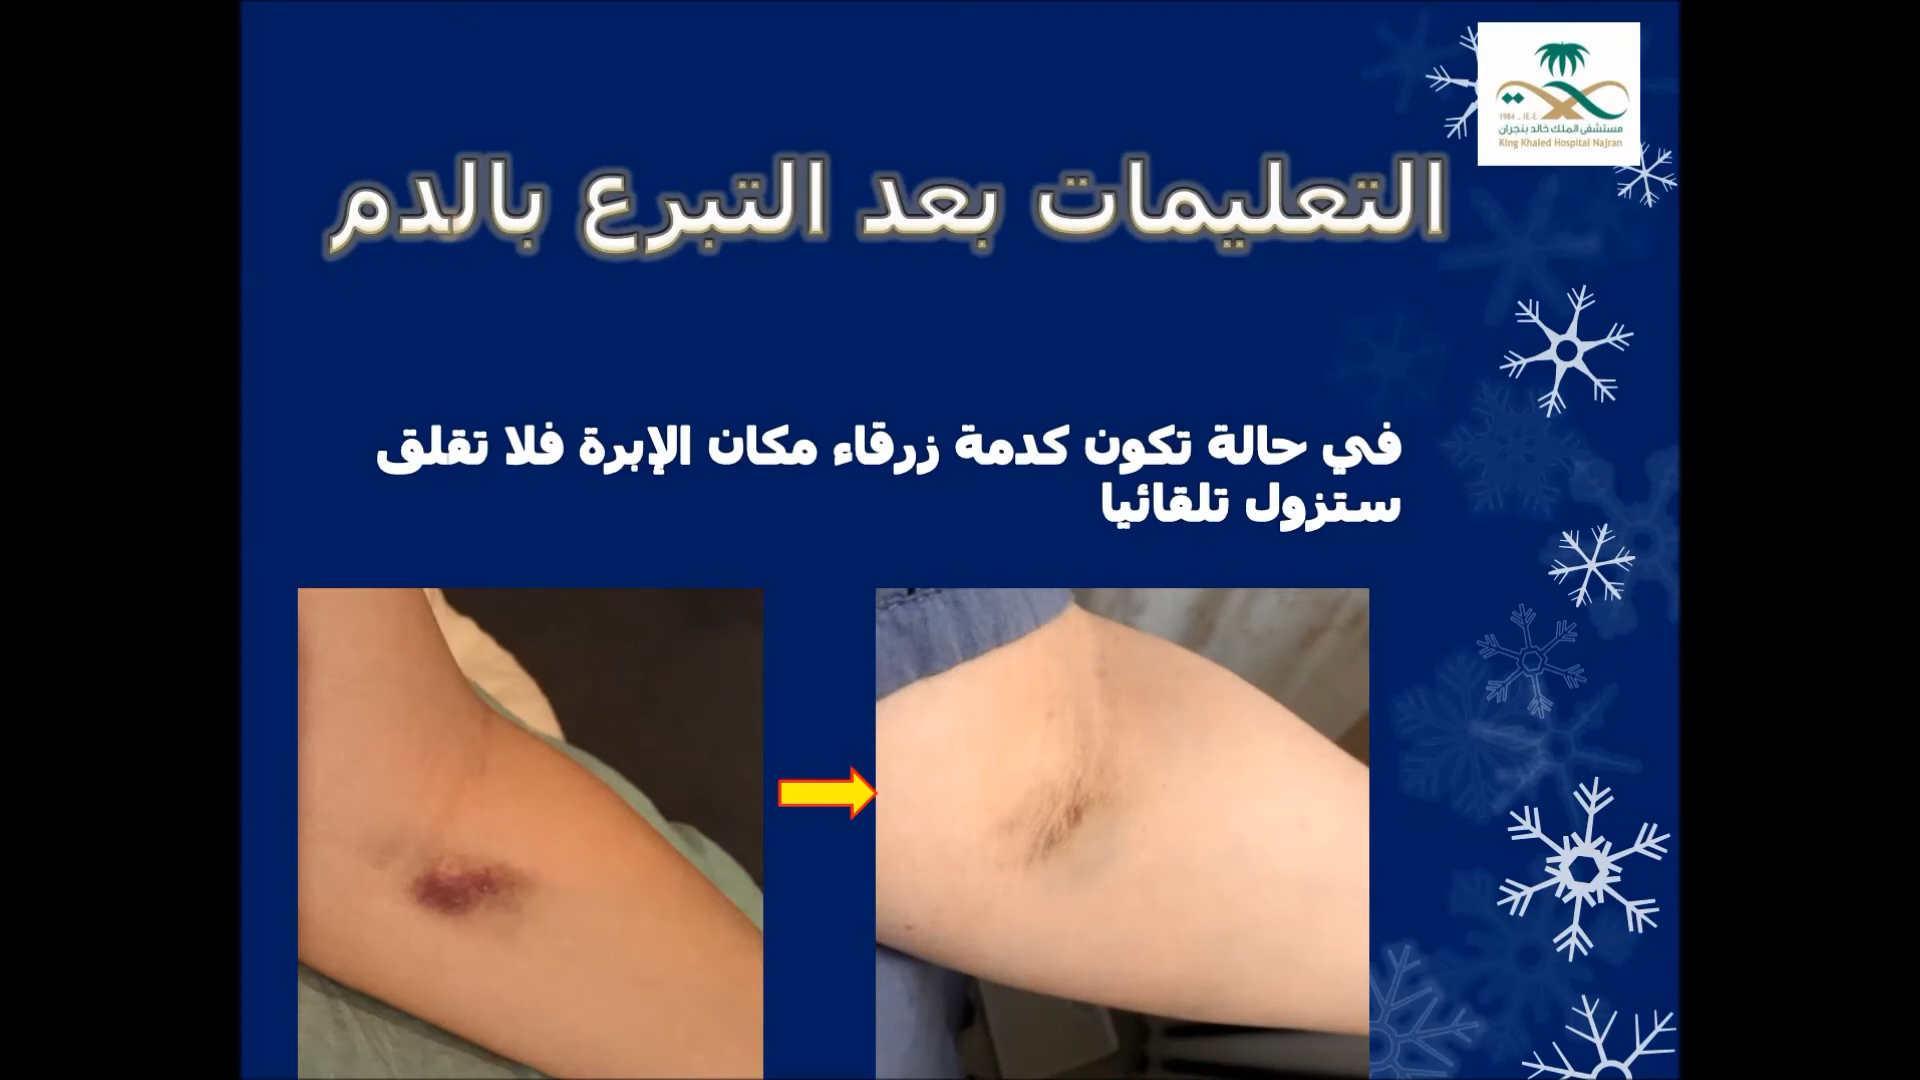 مستشفى الملك خالد بنجران
King Khaled Hospital Najran
التعليمات بعد التبرع بالدم
في حالة تكون كدمة زرقاء مكان الإبرة فلا تقلق
ستزول تلقائيا